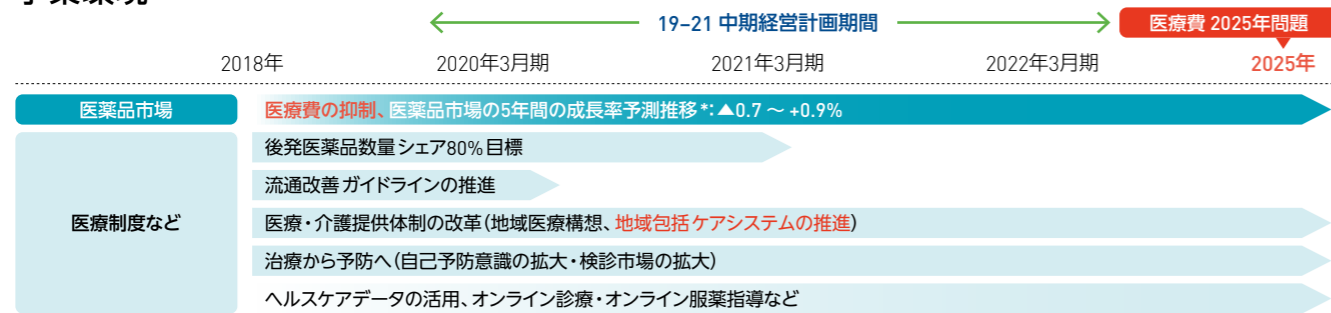 19–21 中期経営計画期間
医療費 2025年問題
2018年
2020年3月期
2021年3月期
2022年3月期
2025年
医薬品市場
医療費の抑制、医薬品市場の5年間の成長率予測推移*：▲0.7 ～ +0.9%
医療制度など
後発医薬品数量シェア80%目標
流通改善ガイドラインの推進
医療・介護提供体制の改革（地域医療構想、地域包括ケアシステムの推進）
治療から予防へ（自己予防意識の拡大・検診市場の拡大）
ヘルスケアデータの活用、オンライン診療・オンライン服薬指導など